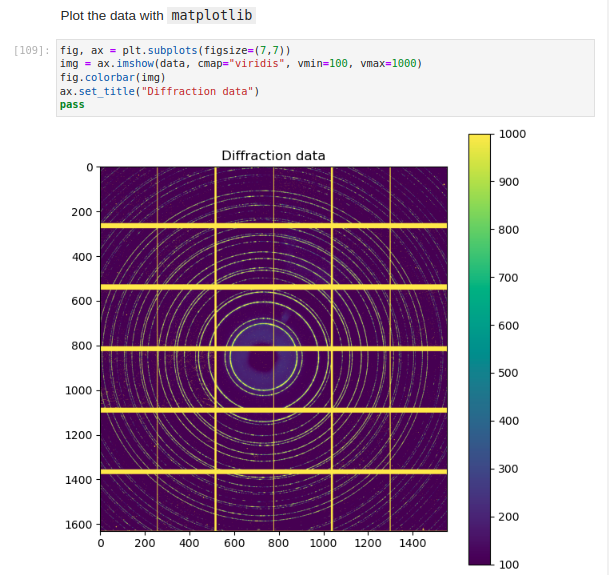 Plot the data with matplotlib
[109]: fig, ax = plt.subplots(figsize=(7,7))
img = ax.imshow(data, cmap="viridis", vmin=100, vmax=1000)
fig.colorbar(img)
ax.set_title("Diffraction data")
pass
Diffraction data
0
200
400
600
800
1000
1200
1400
1600
0 200 400 600 800 1000 1200 1400
1000
900
800
700
600
500
400
300
200
100